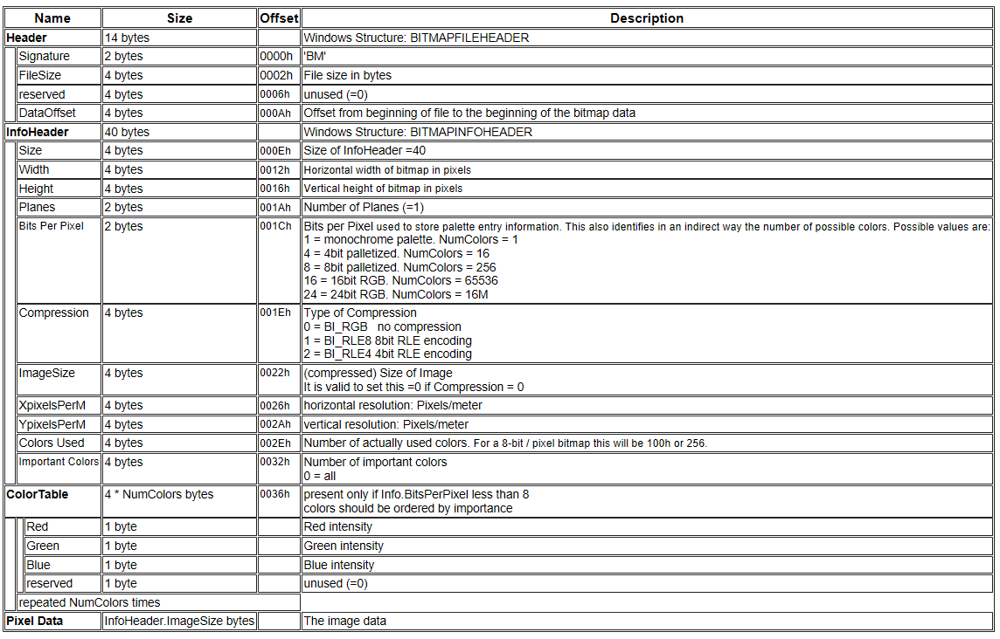 Name Size Offset Description
Header 14 bytes Windows Structure: BITMAPFILEHEADER
Signature 2 bytes 0000h 'BM'
FileSize 4 bytes 0002h File size in bytes
reserved 4 bytes 0006h unused (=0)
DataOffset 4 bytes 000Ah Offset from beginning of file to the beginning of the bitmap data
InfoHeader 40 bytes Windows Structure: BITMAPINFOHEADER
Size 4 bytes 000Eh Size of InfoHeader =40
Width 4 bytes 0012h Horizontal width of bitmap in pixels
Height 4 bytes 0016h Vertical height of bitmap in pixels
Planes 2 bytes 001Ah Number of Planes (=1)
Bits Per Pixel 2 bytes 001Ch Bits per Pixel used to store palette entry information. This also identifies in an indirect way the number of possible colors. Possible values are:
1 = monochrome palette. NumColors = 1
4 = 4bit palletized. NumColors = 16
8 = 8bit palletized. NumColors = 256
16 = 16bit RGB. NumColors = 65536
24 = 24bit RGB. NumColors = 16M
Compression 4 bytes 001Eh Type of Compression
0 = BI_RGB no compression
1 = BI_RLE8 8bit RLE encoding
2 = BI_RLE4 4bit RLE encoding
ImageSize 4 bytes 0022h (compressed) Size of Image
It is valid to set this =0 if Compression = 0
XpixelsPerM 4 bytes 0026h horizontal resolution: Pixels/meter
YpixelsPerM 4 bytes 002Ah vertical resolution: Pixels/meter
Colors Used 4 bytes 002Eh Number of actually used colors. For a 8-bit / pixel bitmap this will be 100h or 256.
Important Colors 4 bytes 0032h Number of important colors
0 = all
ColorTable 4 * NumColors bytes 0036h present only if Info.BitsPerPixel less than 8
colors should be ordered by importance
Red 1 byte Red intensity
Green 1 byte Green intensity
Blue 1 byte Blue intensity
reserved 1 byte unused (=0)
repeated NumColors times
Pixel Data InfoHeader.ImageSize bytes The image data